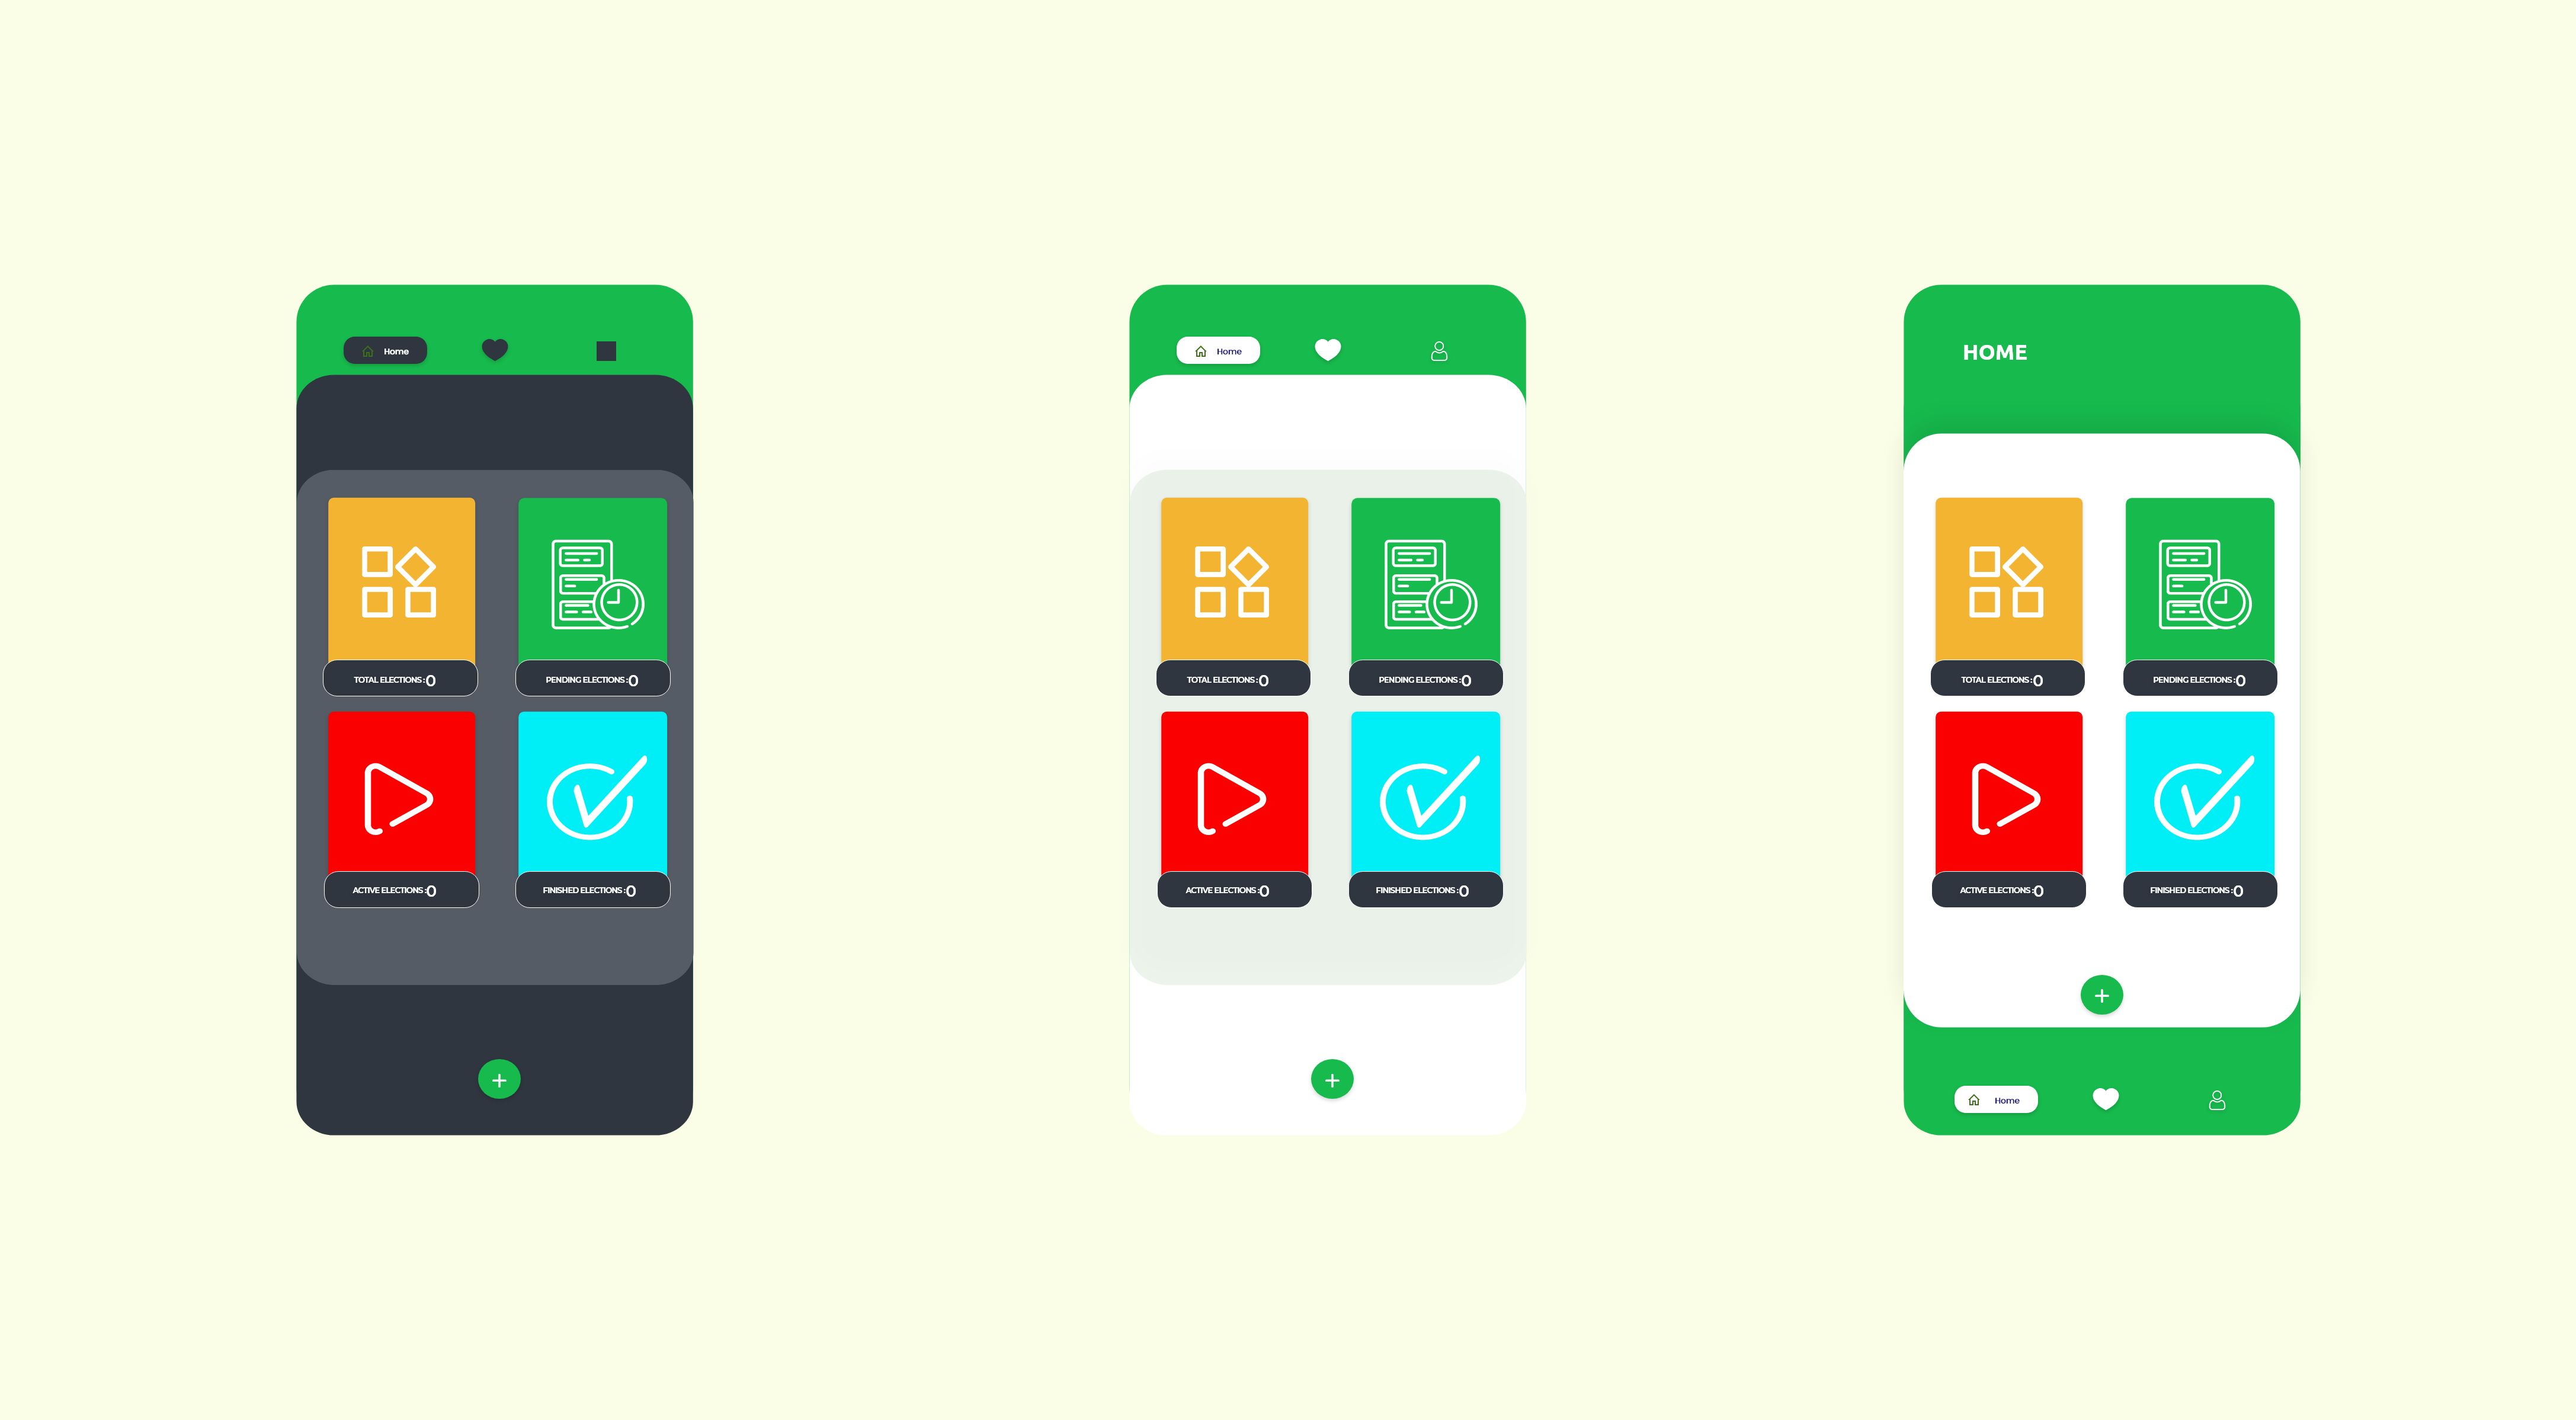 Home
TOTAL ELECTIONS :0
PENDING ELECTIONS :0
ACTIVE ELECTIONS :0
FINISHED ELECTIONS :0
+
Home
TOTAL ELECTIONS :0
PENDING ELECTIONS :0
ACTIVE ELECTIONS :0
FINISHED ELECTIONS :0
+
HOME
TOTAL ELECTIONS :0
PENDING ELECTIONS :0
ACTIVE ELECTIONS :0
FINISHED ELECTIONS :0
+
Home